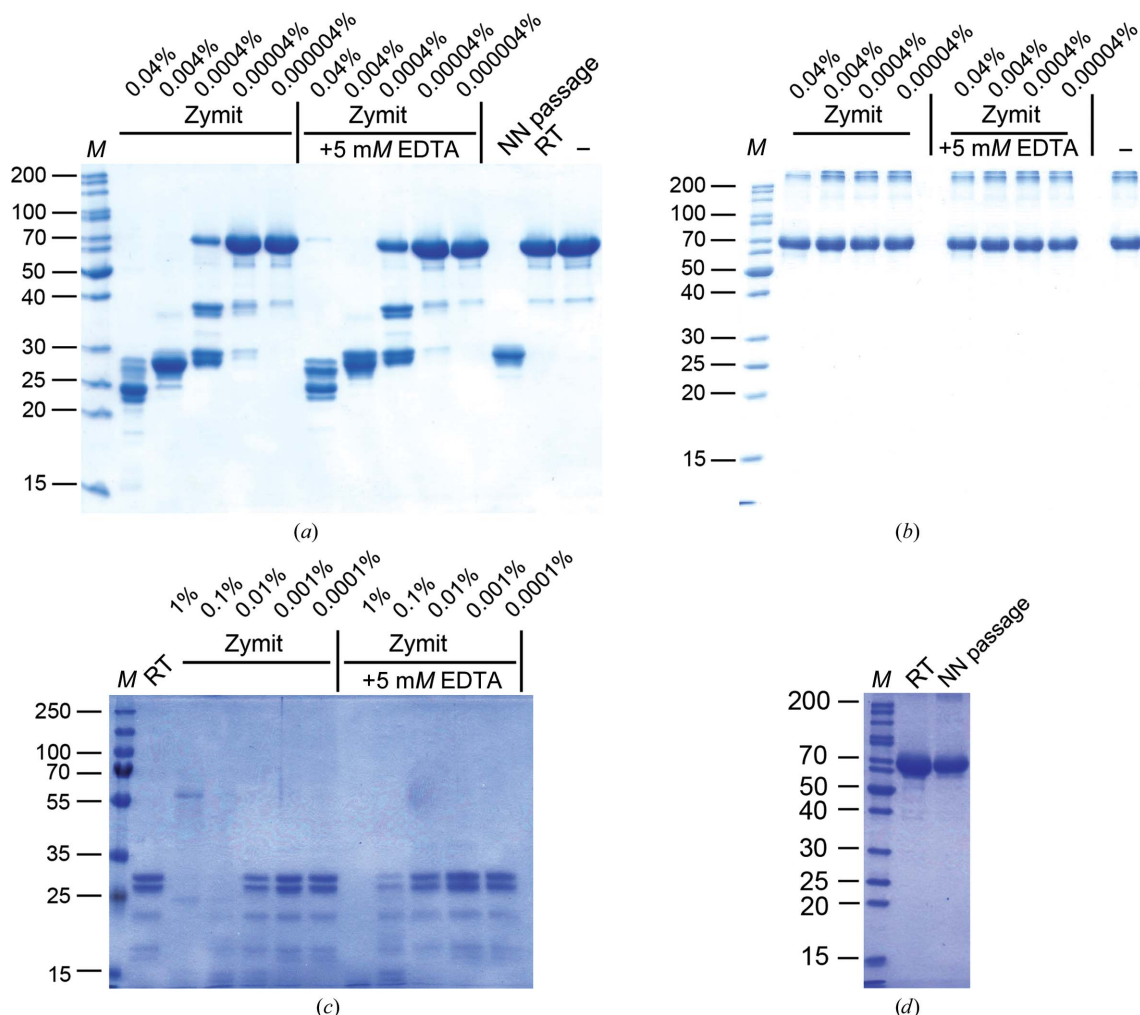 0.04% 0.004% 0.0004% 0.00004% 0.000004% 0.04% 0.004% 0.0004% 0.00004% 0.000004%
Zymit Zymit NN passage RT –
M +5 mM EDTA
200
100
70
50
40
30
25
20
15
(a)
0.04% 0.004% 0.0004% 0.00004% 0.04% 0.004% 0.0004% 0.00004%
Zymit Zymit
M +5 mM EDTA –
200
100
70
50
40
30
25
20
15
(b)
1% 0.1% 0.01% 0.001% 0.0001% 1% 0.1% 0.01% 0.001% 0.0001%
Zymit Zymit
M RT +5 mM EDTA
250
100
70
55
35
25
15
(c)
M RT NN passage
200
70
50
40
30
25
20
15
(d)